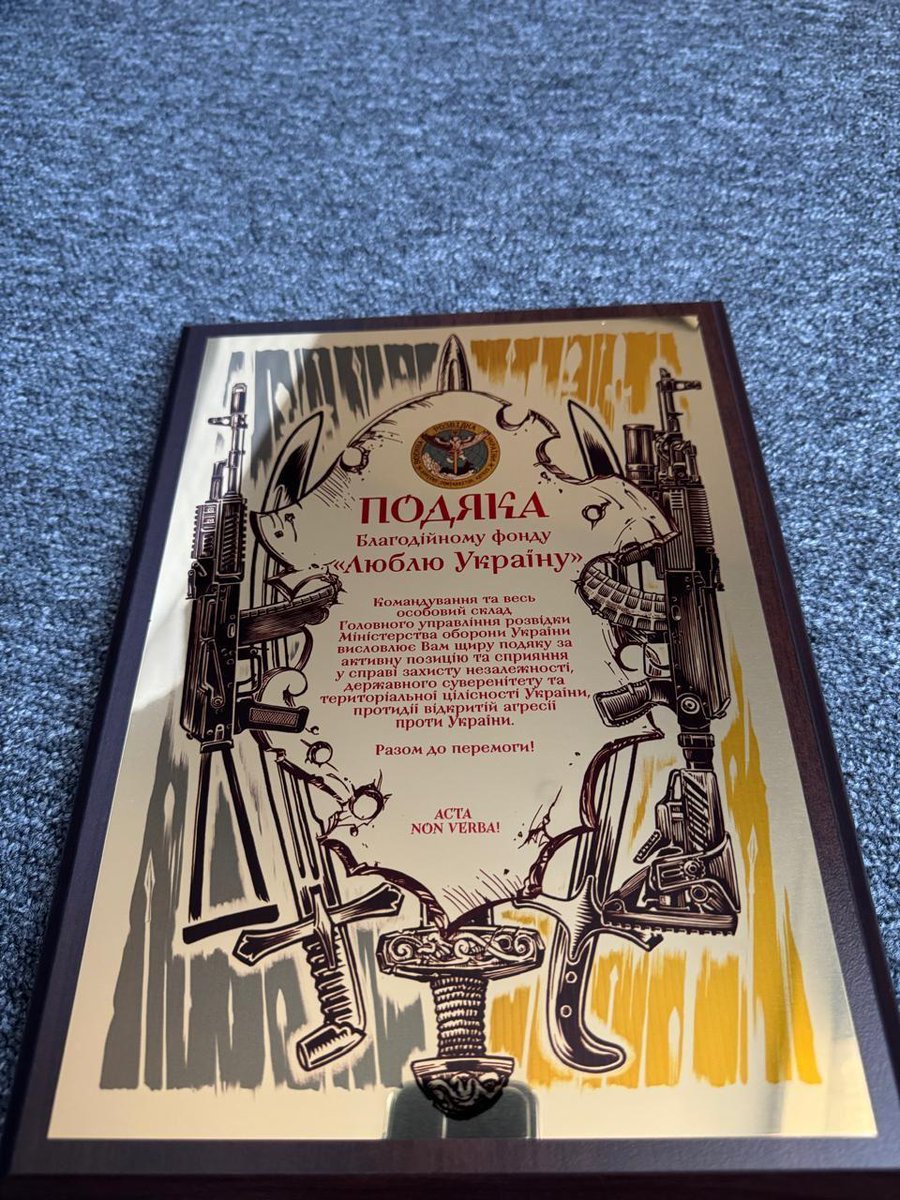 РОЗВІДКА
ПОДЯКА
Благодійному фонду
«Люблю Україну»
Командування та весь
особовий склад
Головного управління розвідки
Міністерства оборони України
висловлює Вам щиру подяку за
активну позицію та сприяння
у справі захисту незалежності,
державного суверенітету та
територіальної цілісності України,
протидії відкритій агресії
проти України.
Разом до перемоги!
ACTA
NON VERBA!